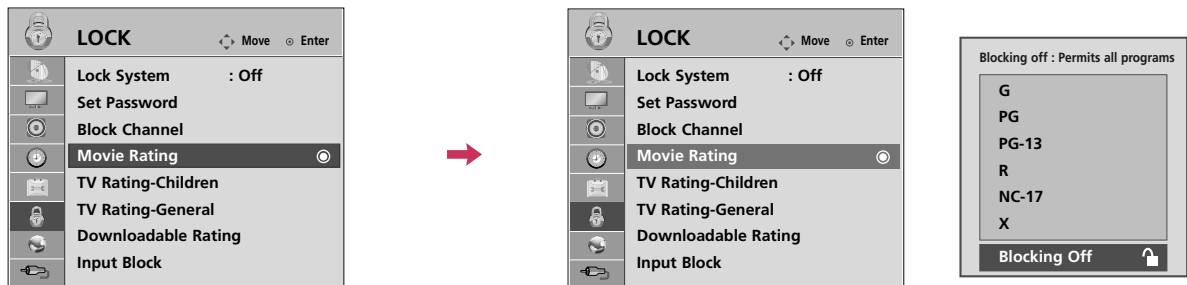 LOCK Move Enter
Lock System : Off
Set Password
Block Channel
Movie Rating
TV Rating-Children
TV Rating-General
Downloadable Rating
Input Block
LOCK Move Enter
Lock System : Off
Set Password
Block Channel
Movie Rating
TV Rating-Children
TV Rating-General
Downloadable Rating
Input Block
Blocking off : Permits all programs
G
PG
PG-13
R
NC-17
X
Blocking Off